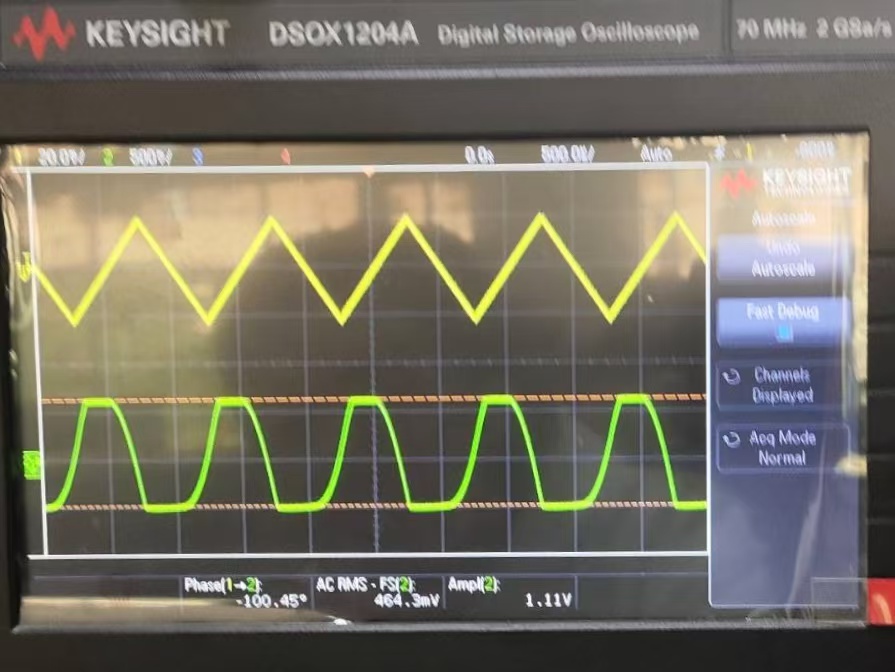 KEYSIGHT DSOX1204A Digital Storage Oscilloscope 70 MHz 2 GSa/s
1 20.0V/ 2 500V/ 3 4 0.0s 500.0V/ Auto
KEYSIGHT
TECHNOLOGIES
Autoscale
Undo
Autoscale
Fast Debug
Channels
Displayed
Acq Mode
Normal
Phase(1→2): AC RMS - FS(2): Ampl(2):
-100.45° 464.3mV 1.11V